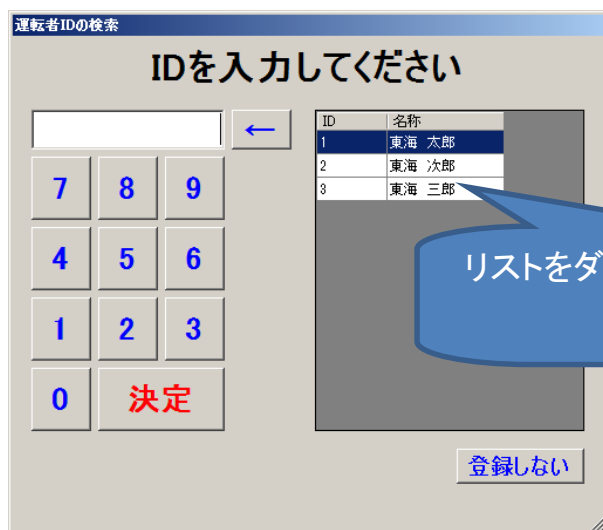 運転者IDの検索
IDを入力してください
←
ID 名称
1 東海 太郎
2 東海 次郎
3 東海 三郎
7 8 9
4 5 6
1 2 3
0 決定
リストをダ
登録しない